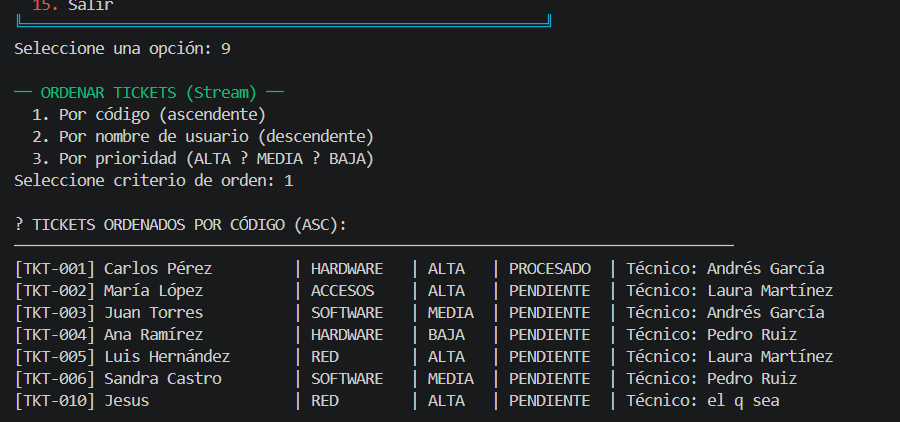 15. Salir
Seleccione una opción: 9
── ORDENAR TICKETS (Stream) ──
1. Por código (ascendente)
2. Por nombre de usuario (descendente)
3. Por prioridad (ALTA ? MEDIA ? BAJA)
Seleccione criterio de orden: 1
? TICKETS ORDENADOS POR CÓDIGO (ASC):
[TKT-001] Carlos Pérez | HARDWARE | ALTA | PROCESADO | Técnico: Andrés García
[TKT-002] María López | ACCESOS | ALTA | PENDIENTE | Técnico: Laura Martínez
[TKT-003] Juan Torres | SOFTWARE | MEDIA | PENDIENTE | Técnico: Andrés García
[TKT-004] Ana Ramírez | HARDWARE | BAJA | PENDIENTE | Técnico: Pedro Ruiz
[TKT-005] Luis Hernández | RED | ALTA | PENDIENTE | Técnico: Laura Martínez
[TKT-006] Sandra Castro | SOFTWARE | MEDIA | PENDIENTE | Técnico: Pedro Ruiz
[TKT-010] Jesus | RED | ALTA | PENDIENTE | Técnico: el q sea